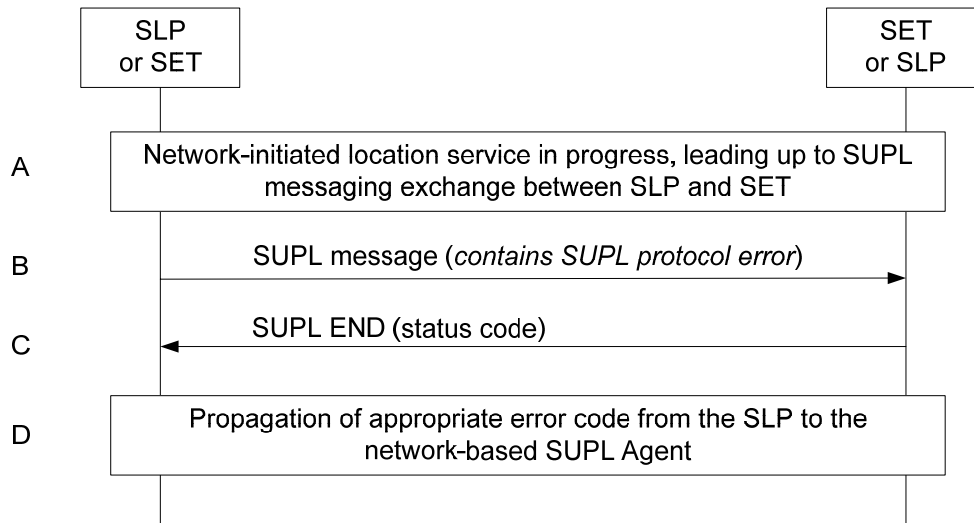 SLP
or SET
SET
or SLP
A
Network-initiated location service in progress, leading up to SUPL
messaging exchange between SLP and SET
B
SUPL message (contains SUPL protocol error)
C
SUPL END (status code)
D
Propagation of appropriate error code from the SLP to the
network-based SUPL Agent